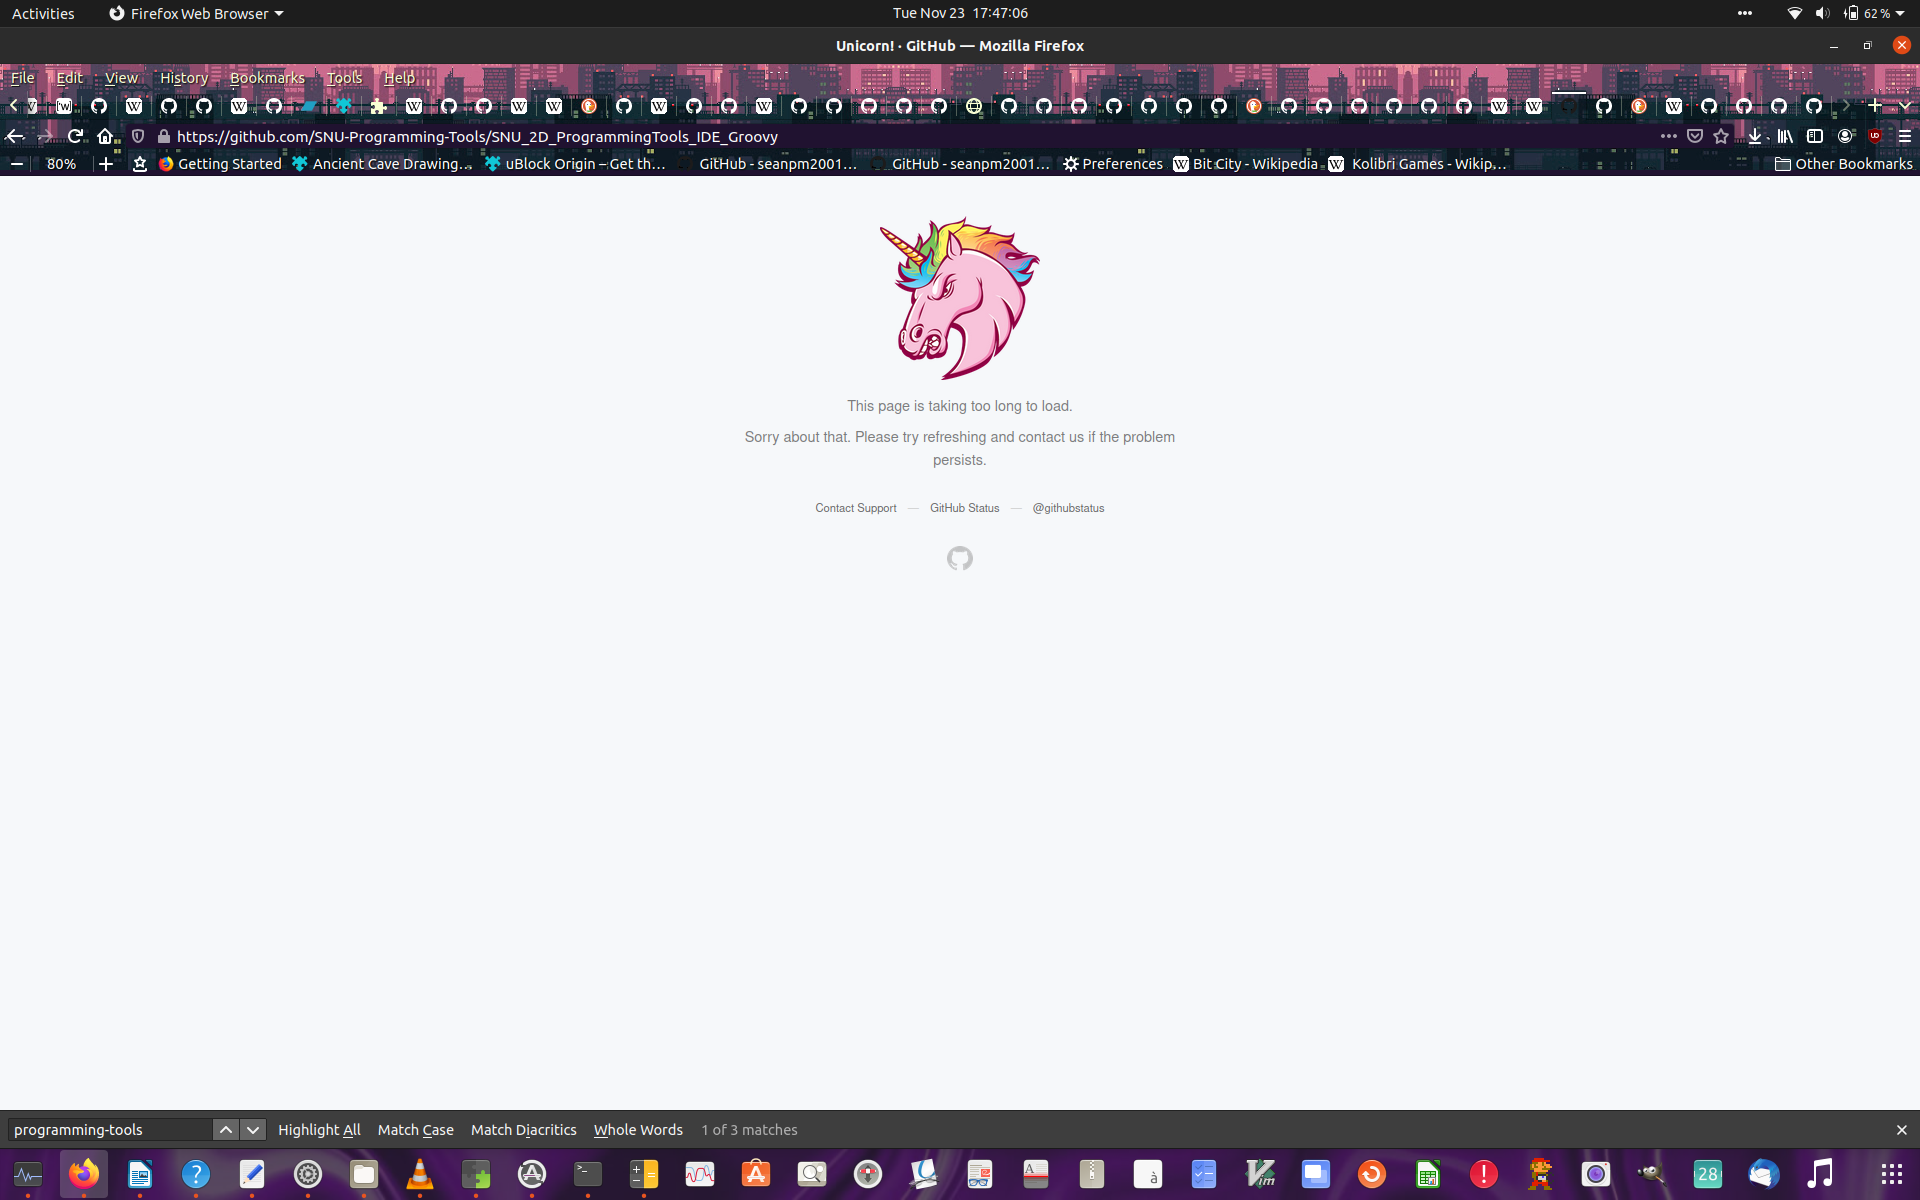 Activities Firefox Web Browser Tue Nov 23 17:47:06 62 %
Unicorn! · GitHub — Mozilla Firefox
File Edit View History Bookmarks Tools Help
https://github.com/SNU-Programming-Tools/SNU_2D_ProgrammingTools_IDE_Groovy
80% Getting Started Ancient Cave Drawing… uBlock Origin – Get th… GitHub - seanpm2001… GitHub - seanpm2001… Preferences Bit City - Wikipedia Kolibri Games - Wikip… Other Bookmarks
This page is taking too long to load.
Sorry about that. Please try refreshing and contact us if the problem
persists.
Contact Support — GitHub Status — @githubstatus
programming-tools Highlight All Match Case Match Diacritics Whole Words 1 of 3 matches
28